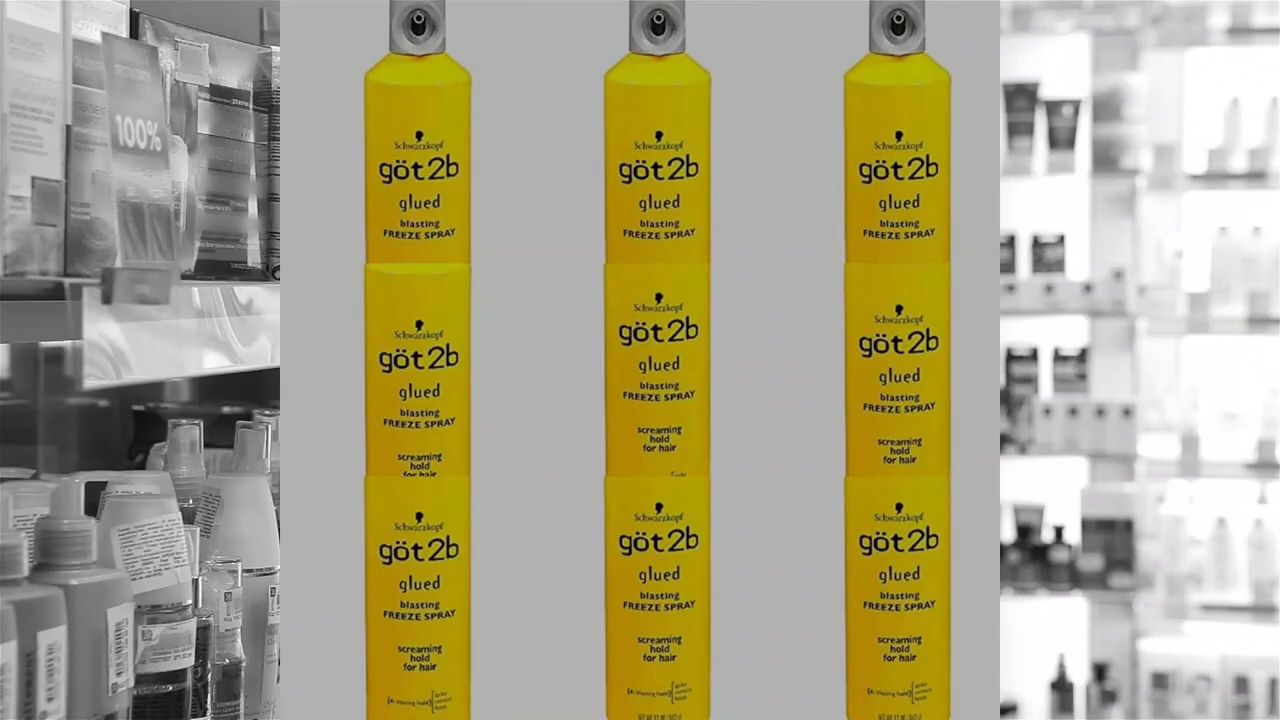 100%
Schwarzkopf
göt2b
glued
blasting
FREEZE SPRAY
Schwarzkopf
göt2b
glued
blasting
FREEZE SPRAY
Schwarzkopf
göt2b
glued
blasting
FREEZE SPRAY
Schwarzkopf
göt2b
glued
blasting
FREEZE SPRAY
screaming
hold
for hair
Schwarzkopf
göt2b
glued
blasting
FREEZE SPRAY
screaming
hold
for hair
Schwarzkopf
göt2b
glued
blasting
FREEZE SPRAY
screaming
hold
for hair
Schwarzkopf
göt2b
glued
blasting
FREEZE SPRAY
screaming
hold
for hair
Schwarzkopf
göt2b
glued
blasting
FREEZE SPRAY
screaming
hold
for hair
Schwarzkopf
göt2b
glued
blasting
FREEZE SPRAY
screaming
hold
for hair